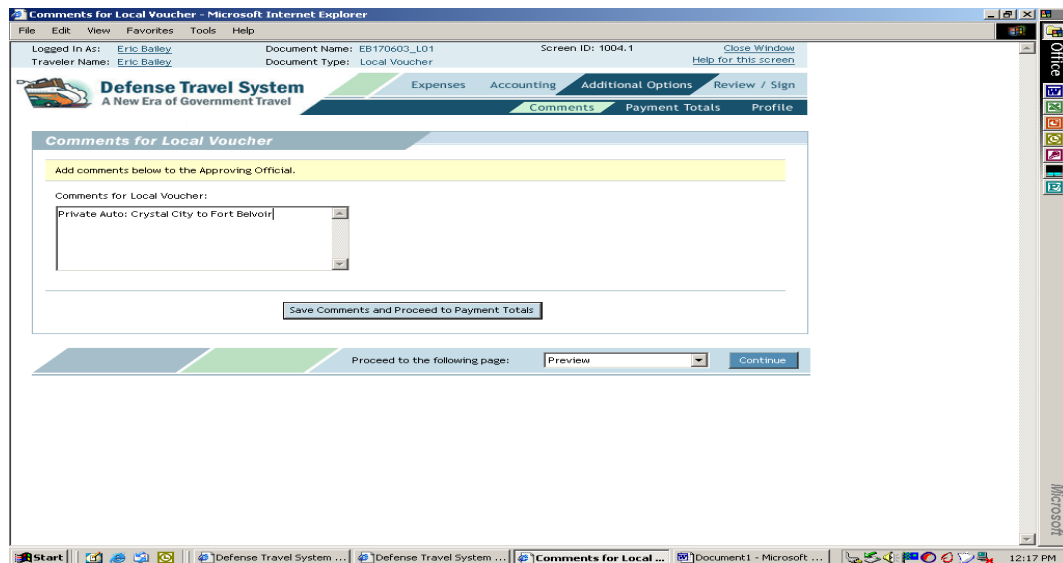 Comments for Local Voucher - Microsoft Internet Explorer
File Edit View Favorites Tools Help
Logged In As: Eric Bailey Document Name: EB170603_L01 Screen ID: 1004.1 Close Window
Traveler Name: Eric Bailey Document Type: Local Voucher Help for this screen
Defense Travel System
A New Era of Government Travel
Expenses Accounting Additional Options Review / Sign
Comments Payment Totals Profile
Comments for Local Voucher
Add comments below to the Approving Official.
Comments for Local Voucher:
Private Auto: Crystal City to Fort Belvoir
Save Comments and Proceed to Payment Totals
Proceed to the following page: Preview Continue
Office
Microsoft
Start Defense Travel System ... Defense Travel System ... Comments for Local ... Document1 - Microsoft ... 12:17 PM